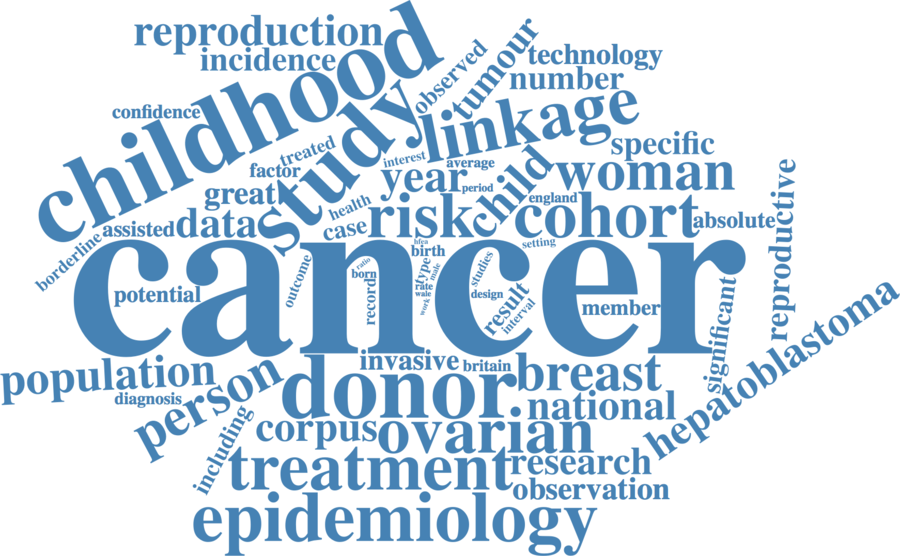 reproduction
incidence
childhood
confidence
study
observed
tumour
technology
number
linkage
specific
treated
factor
interest
average
great
year
period
child
woman
england
health
reproductive
borderline
assisted
data
case
risk
cohort
absolute
hfea
birth
setting
cancer
potential
outcome
ratio
born
record
type
male
rate
wale
work
studies
design
result
interval
member
significant
hepatoblastoma
population
diagnosis
person
invasive
britain
donor
breast
national
including
corpus
ovarian
treatment
research
observation
epidemiology